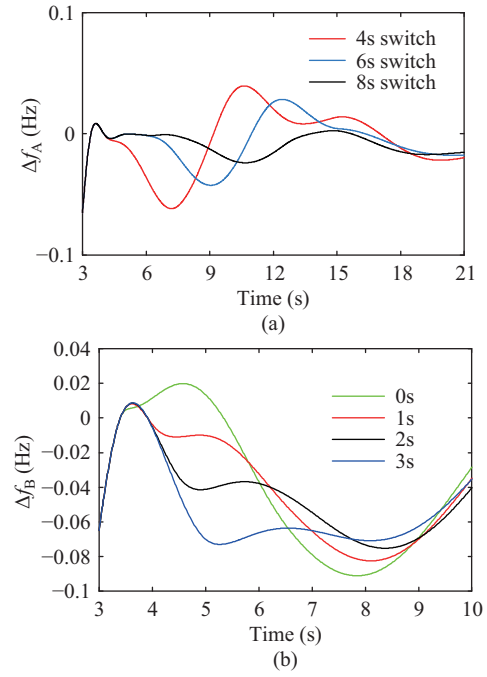 0.1
4s switch
6s switch
8s switch
0
Δf_A (Hz)
−0.1
3 6 9 12 15 18 21
Time (s)
(a)
0.04
0.02
0
−0.02
−0.04
−0.06
−0.08
−0.1
Δf_B (Hz)
0s
1s
2s
3s
3 4 5 6 7 8 9 10
Time (s)
(b)